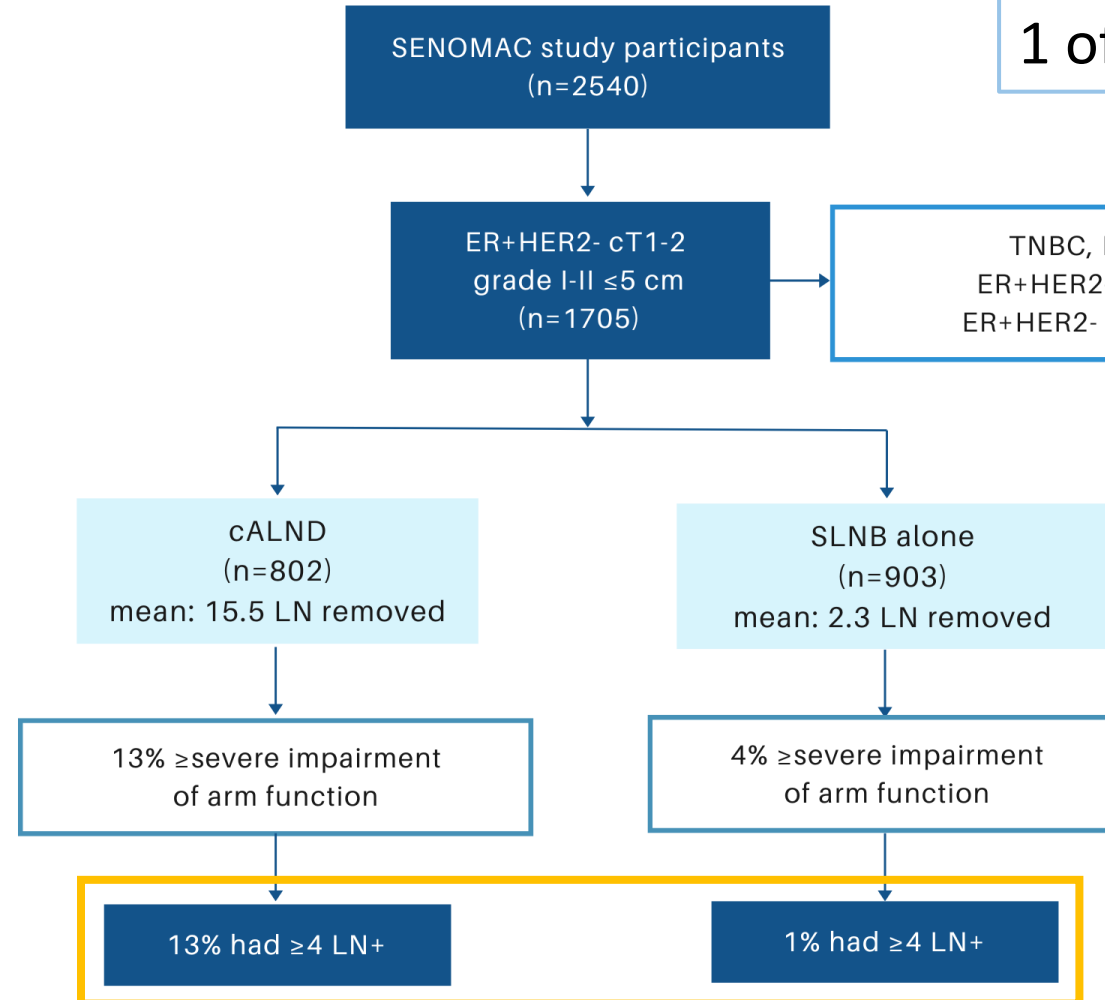 SENOMAC study participants
(n=2540)
1 of
ER+HER2- cT1-2
grade I-II ≤5 cm
(n=1705)
TNBC,
ER+HER2
ER+HER2-
cALND
(n=802)
mean: 15.5 LN removed
SLNB alone
(n=903)
mean: 2.3 LN removed
13% ≥severe impairment
of arm function
4% ≥severe impairment
of arm function
13% had ≥4 LN+
1% had ≥4 LN+